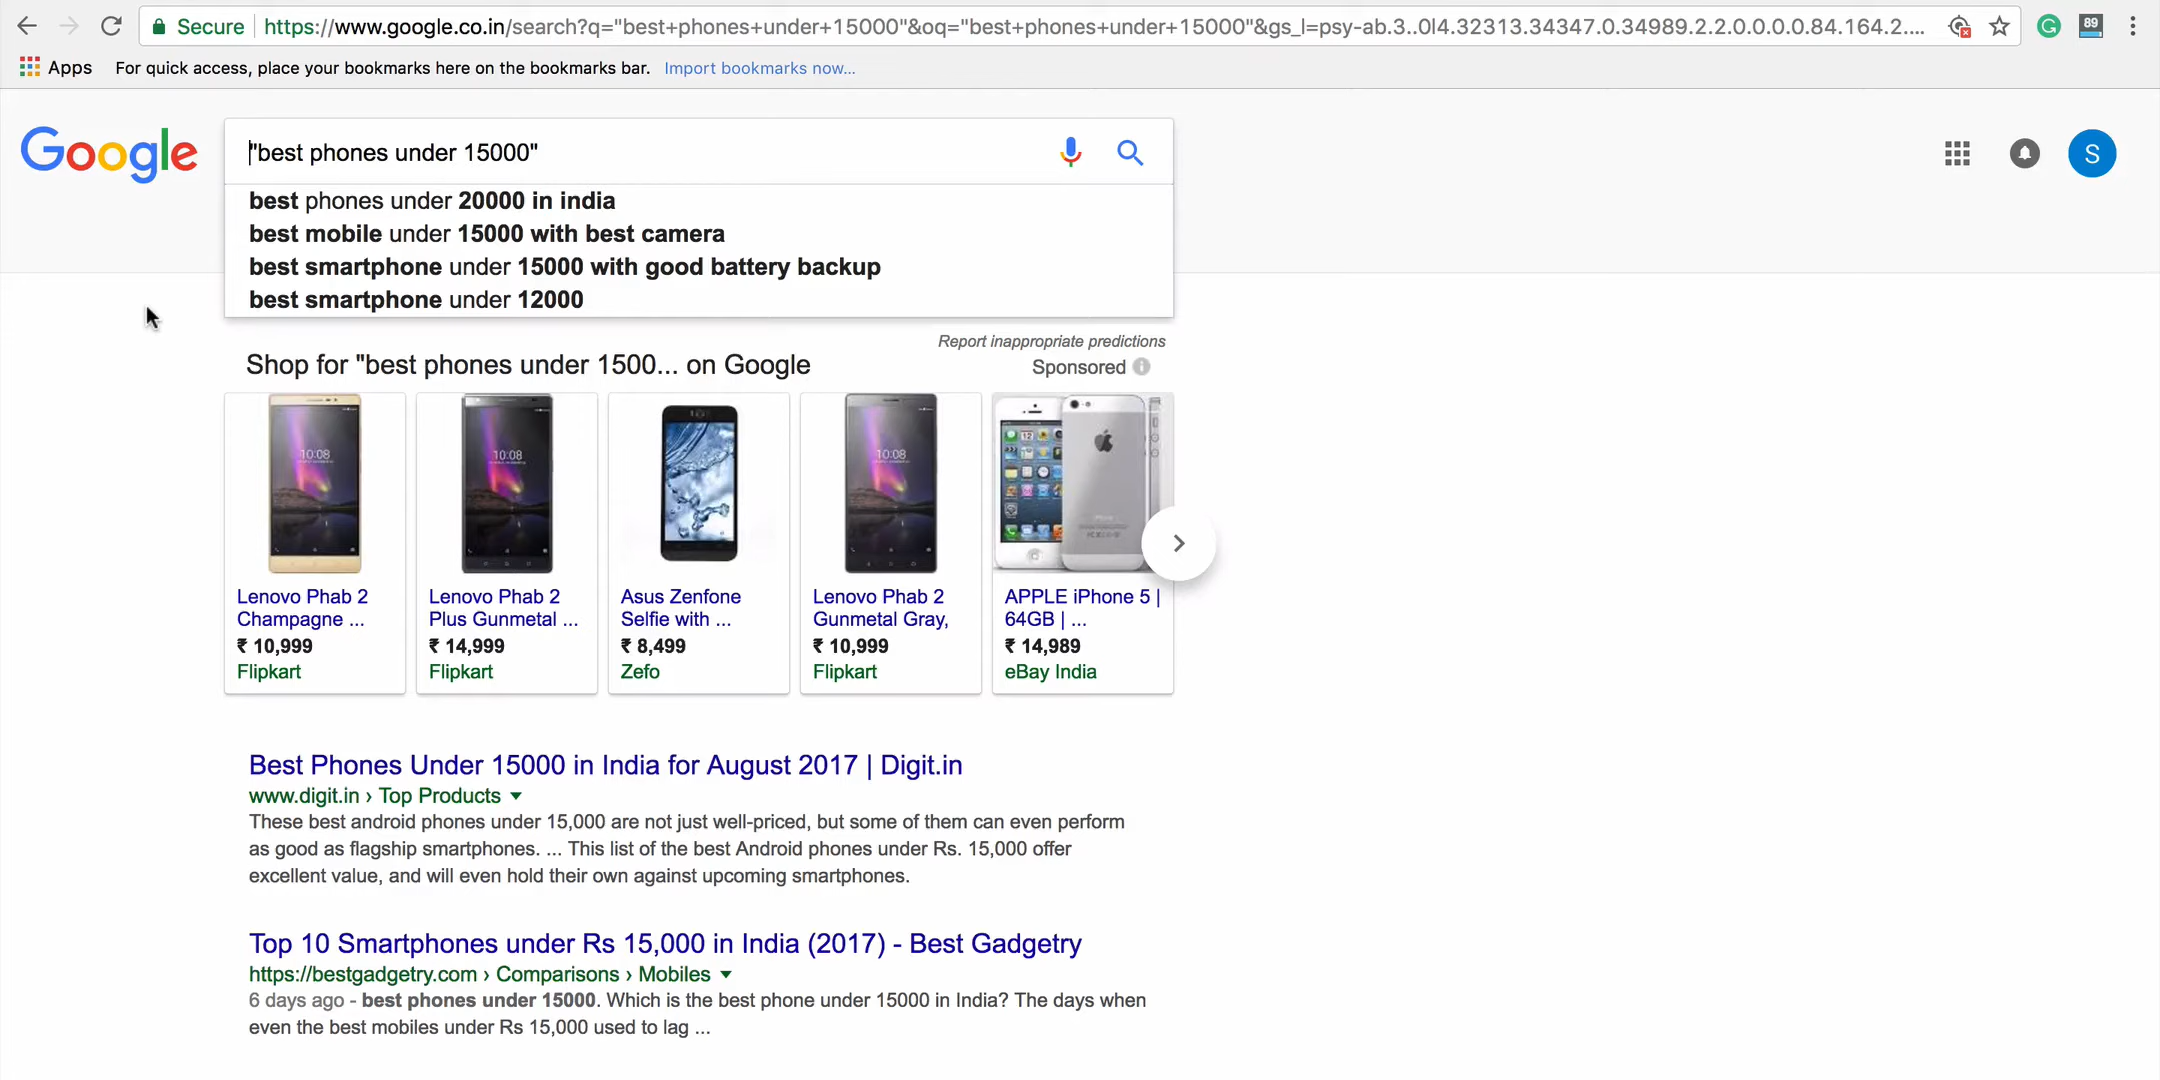 Secure https://www.google.co.in/search?q="best+phones+under+15000"&oq="best+phones+under+15000"&gs_l=psy-ab.3..0l4.32313.34347.0.34989.2.2.0.0.0.0.84.164.2.... 89
Apps For quick access, place your bookmarks here on the bookmarks bar. Import bookmarks now...
Google
"best phones under 15000"
S
best phones under 20000 in india
best mobile under 15000 with best camera
best smartphone under 15000 with good battery backup
best smartphone under 12000
Report inappropriate predictions
Shop for "best phones under 1500... on Google
Sponsored
10:08
10:08
10:08
Lenovo Phab 2
Champagne ...
₹ 10,999
Flipkart
Lenovo Phab 2
Plus Gunmetal ...
₹ 14,999
Flipkart
Asus Zenfone
Selfie with ...
₹ 8,499
Zefo
Lenovo Phab 2
Gunmetal Gray,
₹ 10,999
Flipkart
APPLE iPhone 5 |
64GB | ...
₹ 14,989
eBay India
Best Phones Under 15000 in India for August 2017 | Digit.in
www.digit.in › Top Products
These best android phones under 15,000 are not just well-priced, but some of them can even perform
as good as flagship smartphones. ... This list of the best Android phones under Rs. 15,000 offer
excellent value, and will even hold their own against upcoming smartphones.
Top 10 Smartphones under Rs 15,000 in India (2017) - Best Gadgetry
https://bestgadgetry.com › Comparisons › Mobiles
6 days ago - best phones under 15000. Which is the best phone under 15000 in India? The days when
even the best mobiles under Rs 15,000 used to lag ...